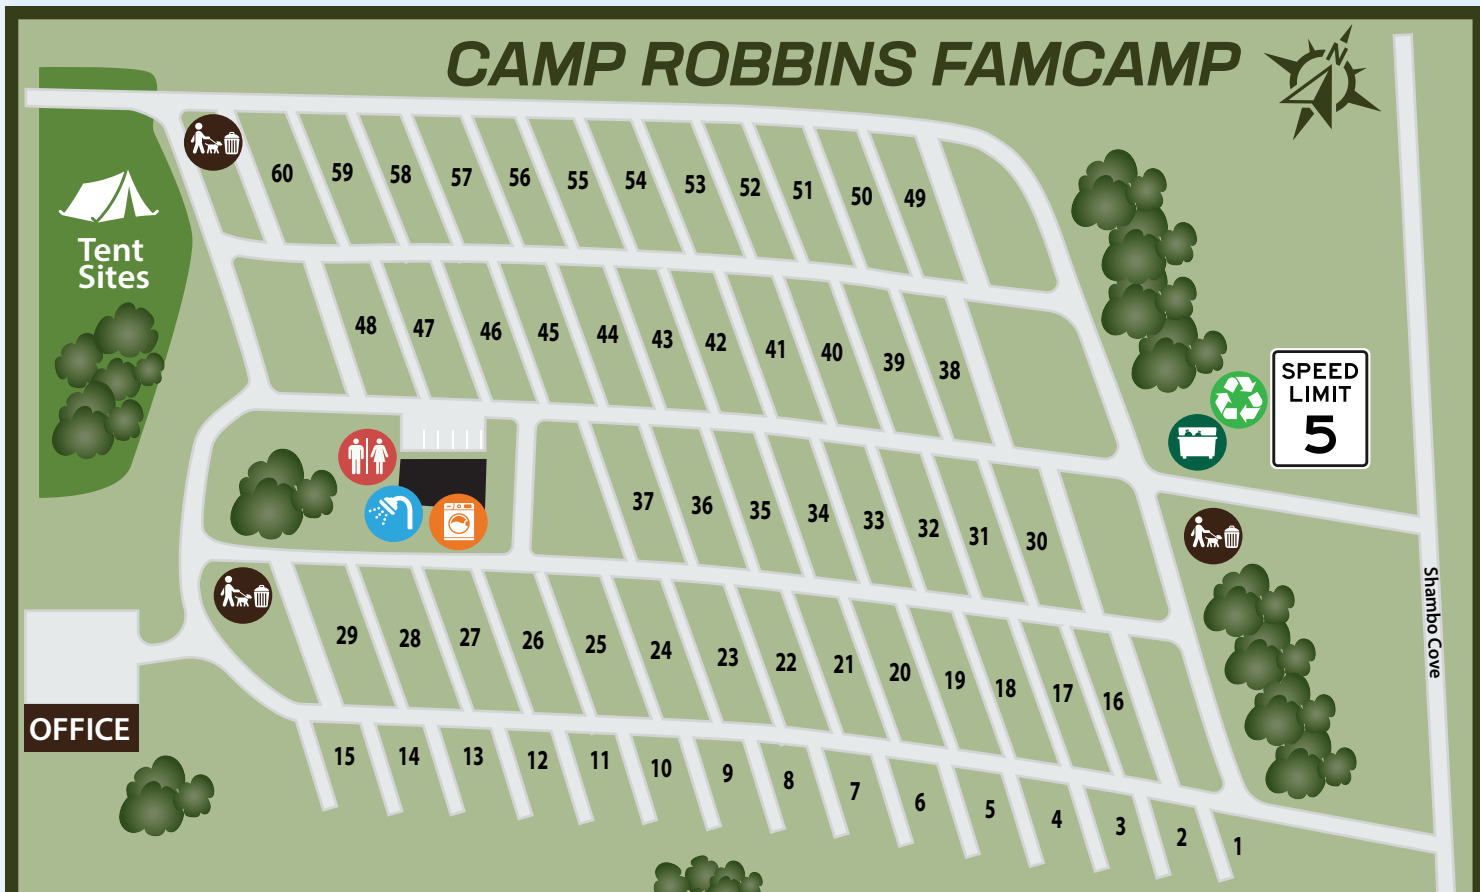 CAMP ROBBINS FAMCAMP
N
60 59 58 57 56 55 54 53 52 51 50 49
Tent
Sites
48 47 46 45 44 43 42 41 40 39 38
SPEED
LIMIT
5
37 36 35 34 33 32 31 30
Shambo Cove
29 28 27 26 25 24 23 22 21 20 19 18 17 16
OFFICE
15 14 13 12 11 10 9 8 7 6 5 4 3 2 1